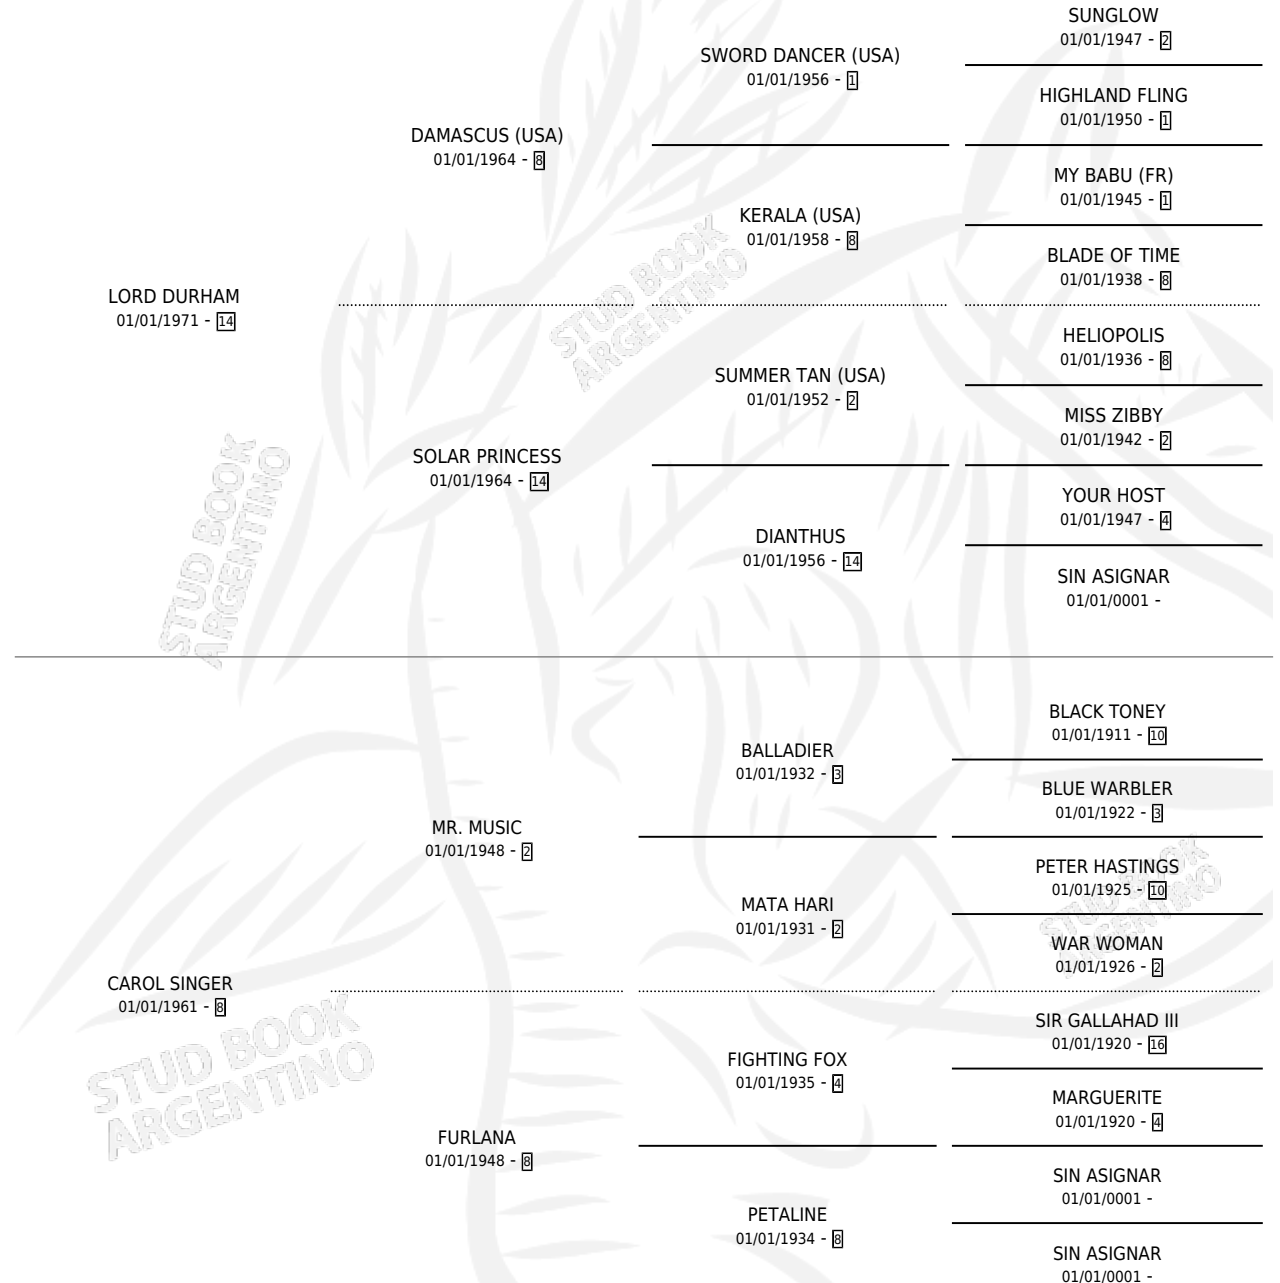 SUNGLOW
01/01/1947 - 2
SWORD DANCER (USA)
01/01/1956 - 1
HIGHLAND FLING
01/01/1950 - 1
DAMASCUS (USA)
01/01/1964 - 8
MY BABU (FR)
01/01/1945 - 1
KERALA (USA)
01/01/1958 - 8
BLADE OF TIME
01/01/1938 - 8
LORD DURHAM
01/01/1971 - 14
HELIOPOLIS
01/01/1936 - 8
SUMMER TAN (USA)
01/01/1952 - 2
MISS ZIBBY
01/01/1942 - 2
SOLAR PRINCESS
01/01/1964 - 14
YOUR HOST
01/01/1947 - 4
DIANTHUS
01/01/1956 - 14
SIN ASIGNAR
01/01/0001 -
BLACK TONEY
01/01/1911 - 10
BALLADIER
01/01/1932 - 3
BLUE WARBLER
01/01/1922 - 3
MR. MUSIC
01/01/1948 - 2
PETER HASTINGS
01/01/1925 - 10
MATA HARI
01/01/1931 - 2
WAR WOMAN
01/01/1926 - 2
CAROL SINGER
01/01/1961 - 8
SIR GALLAHAD III
01/01/1920 - 16
FIGHTING FOX
01/01/1935 - 4
MARGUERITE
01/01/1920 - 4
FURLANA
01/01/1948 - 8
SIN ASIGNAR
01/01/0001 -
PETALINE
01/01/1934 - 8
SIN ASIGNAR
01/01/0001 -
STUD BOOK
ARGENTINO
STUD BOOK
ARGENTINO
STUD BOOK
ARGENTINO
STUD BOOK
ARGENTINO